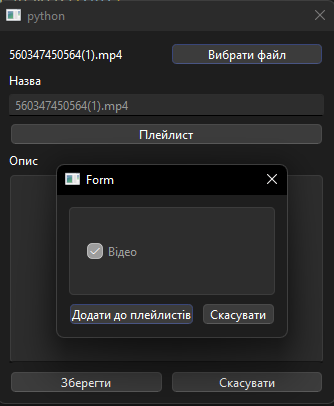 python
560347450564(1).mp4 Вибрати файл
Назва
560347450564(1).mp4
Плейлист
Опис
Form
Відео
Додати до плейлистів Скасувати
Зберегти Скасувати